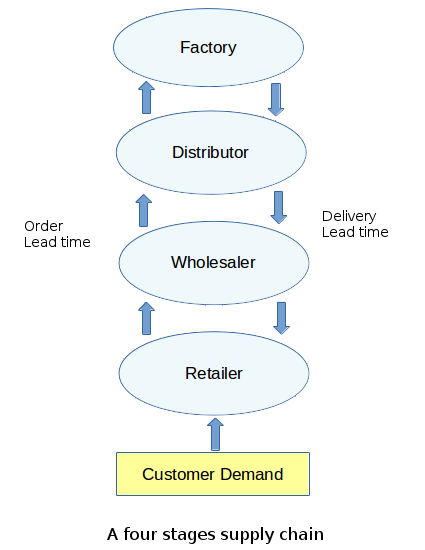 Factory
Distributor
Order
Lead time
Delivery
Lead time
Wholesaler
Retailer
Customer Demand
A four stages supply chain